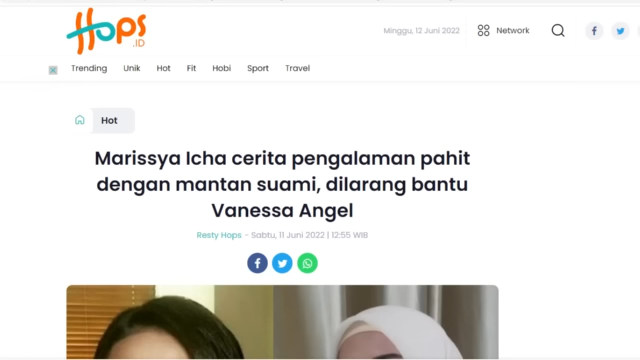 Hops
.ID
Minggu, 12 Juni 2022
Network
Trending Unik Hot Fit Hobi Sport Travel
Hot
Marissya Icha cerita pengalaman pahit
dengan mantan suami, dilarang bantu
Vanessa Angel
Resty Hops - Sabtu, 11 Juni 2022 | 12:55 WIB